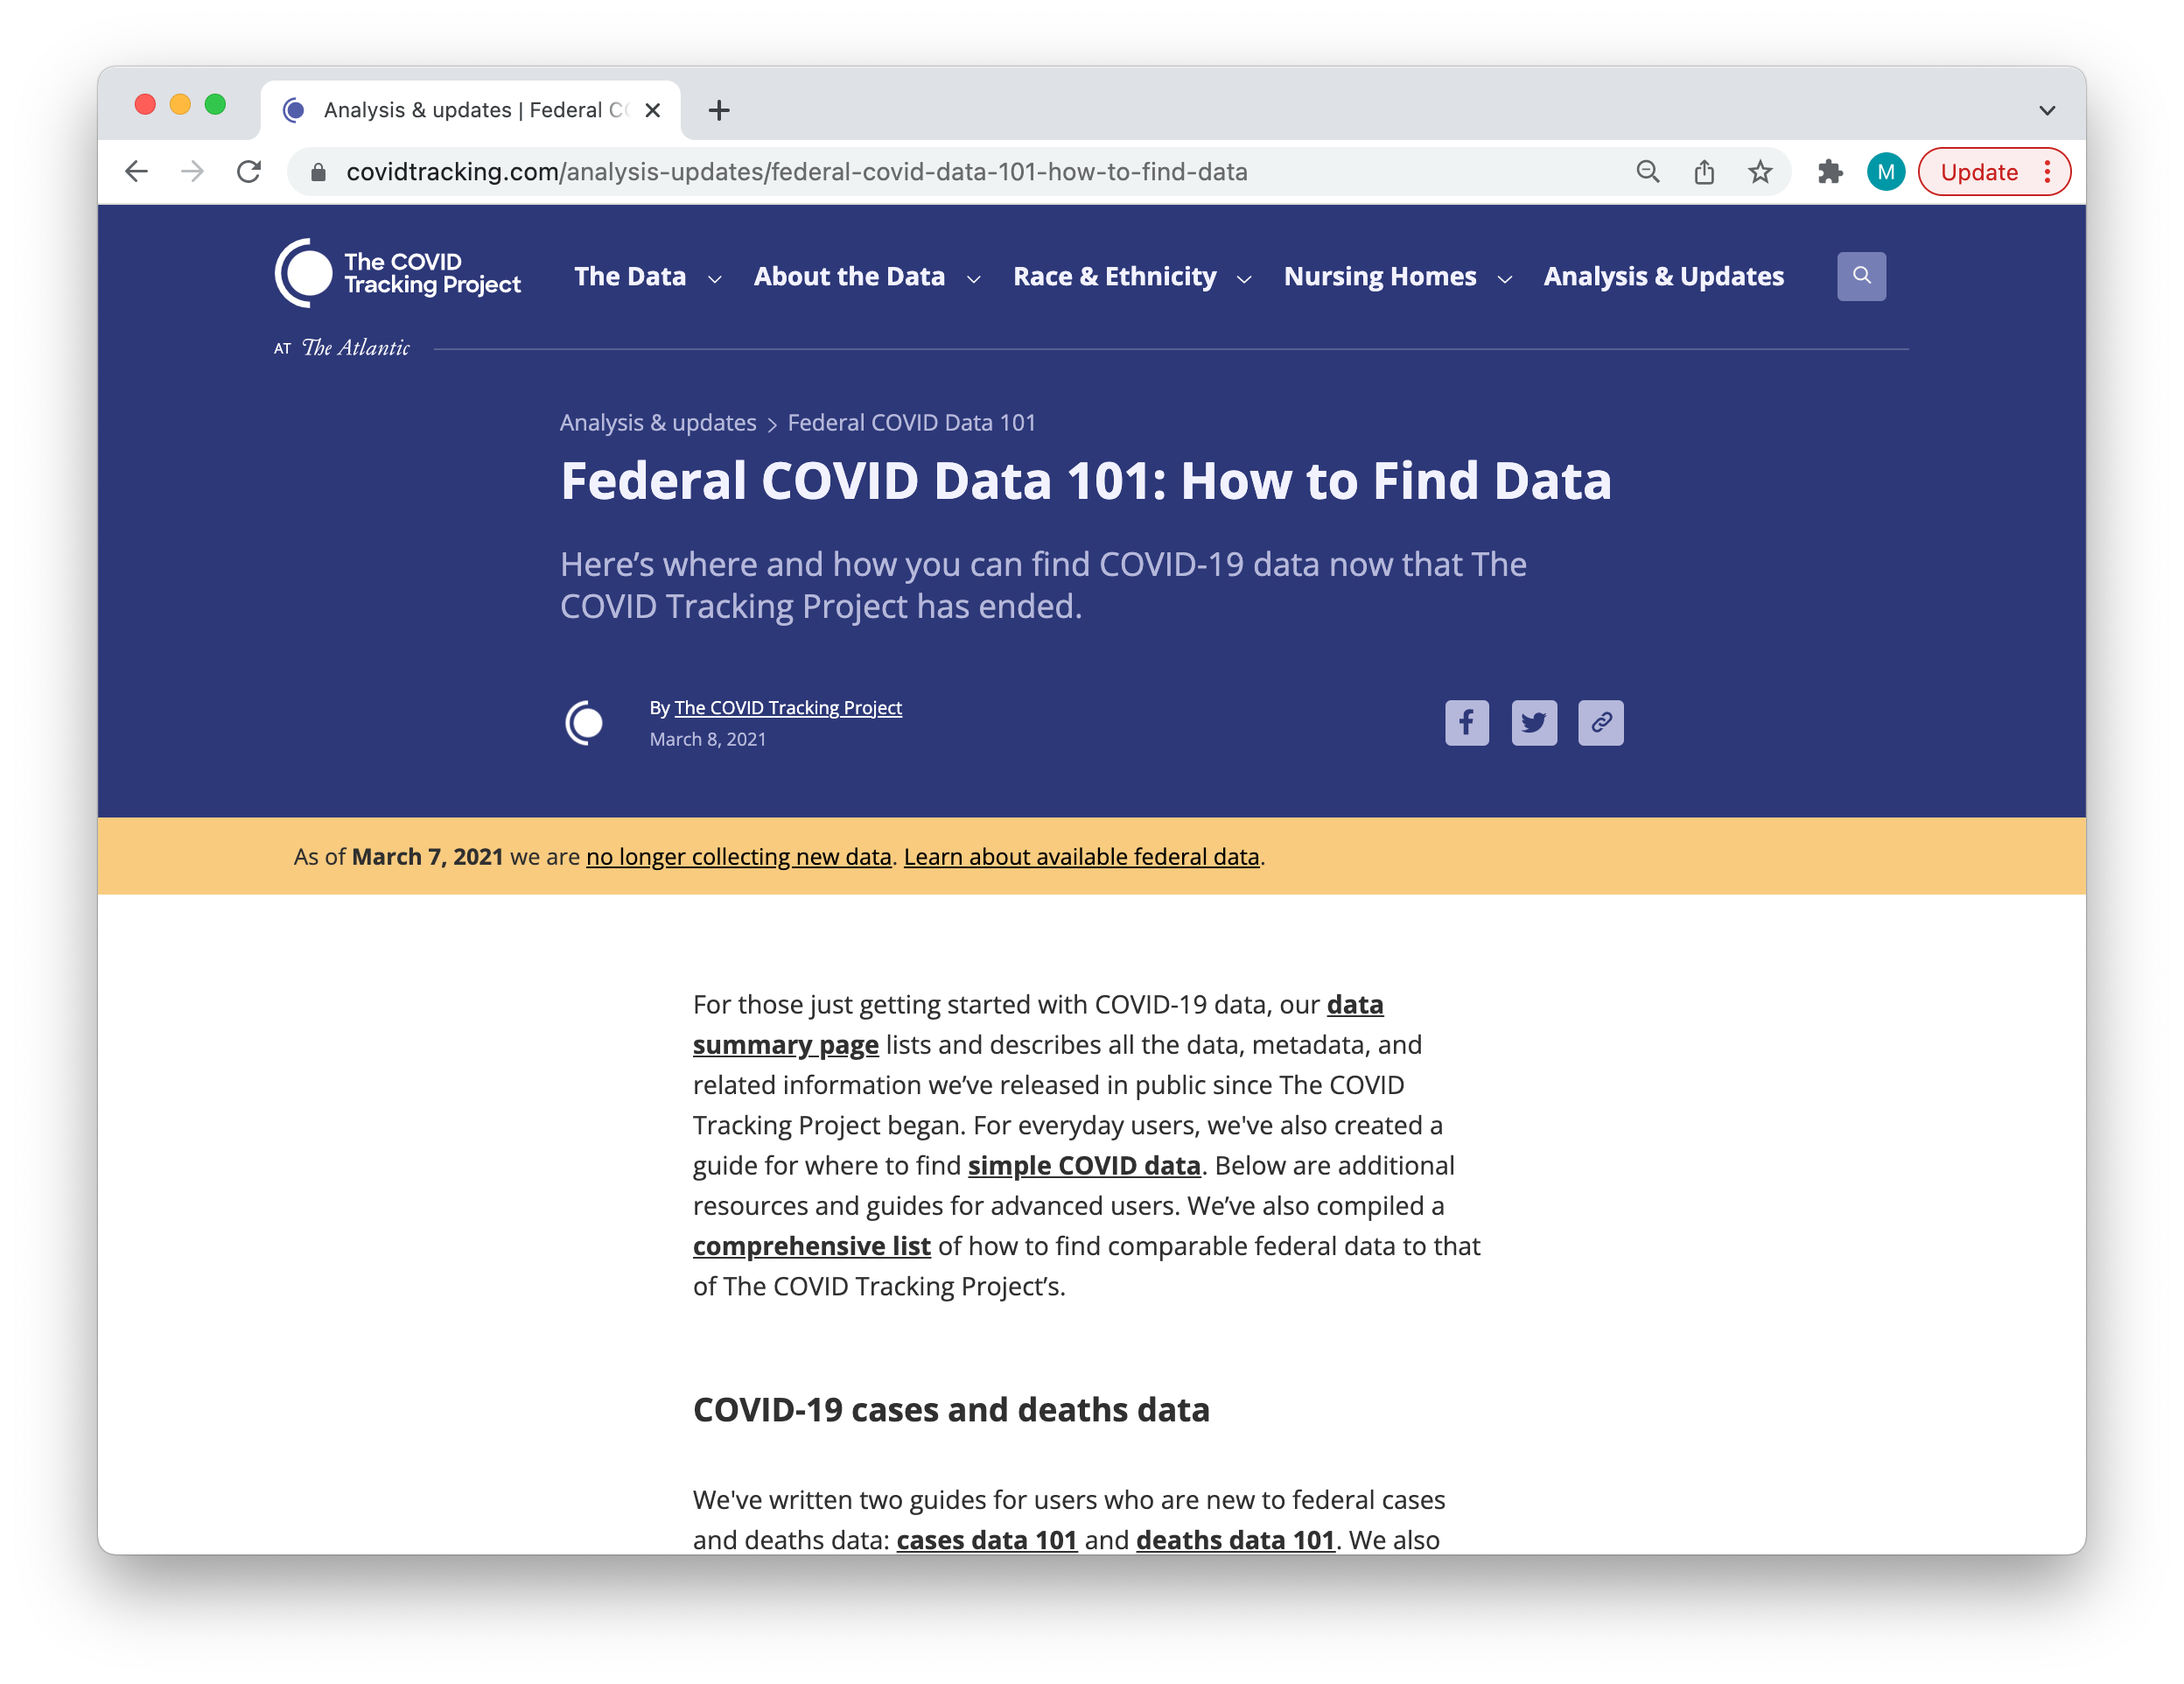 Analysis & updates | Federal C
covidtracking.com/analysis-updates/federal-covid-data-101-how-to-find-data
M
Update
The COVID
Tracking Project
The Data
About the Data
Race & Ethnicity
Nursing Homes
Analysis & Updates
AT The Atlantic
Analysis & updates > Federal COVID Data 101
Federal COVID Data 101: How to Find Data
Here’s where and how you can find COVID-19 data now that The
COVID Tracking Project has ended.
By The COVID Tracking Project
March 8, 2021
As of March 7, 2021 we are no longer collecting new data. Learn about available federal data.
For those just getting started with COVID-19 data, our data
summary page lists and describes all the data, metadata, and
related information we’ve released in public since The COVID
Tracking Project began. For everyday users, we've also created a
guide for where to find simple COVID data. Below are additional
resources and guides for advanced users. We’ve also compiled a
comprehensive list of how to find comparable federal data to that
of The COVID Tracking Project’s.
COVID-19 cases and deaths data
We've written two guides for users who are new to federal cases
and deaths data: cases data 101 and deaths data 101. We also